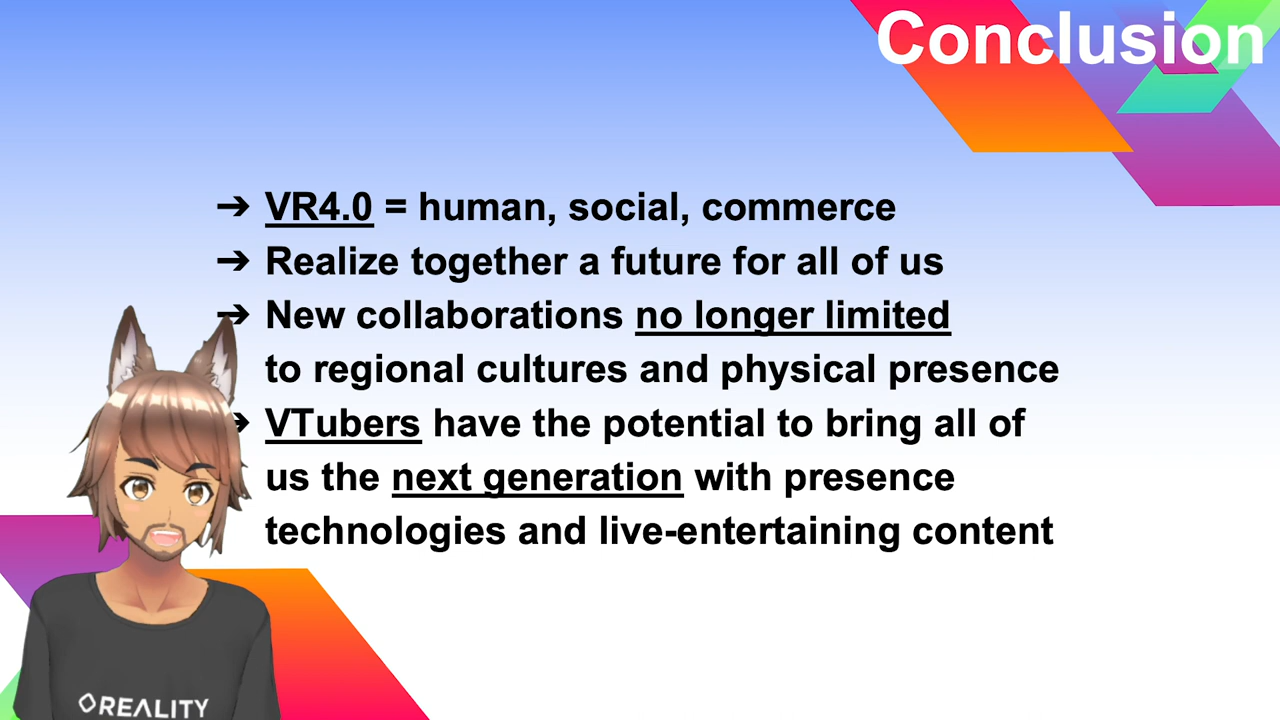 Conclusion
➔ VR4.0 = human, social, commerce
➔ Realize together a future for all of us
➔ New collaborations no longer limited
to regional cultures and physical presence
➔ VTubers have the potential to bring all of
us the next generation with presence
technologies and live-entertaining content
REALITY